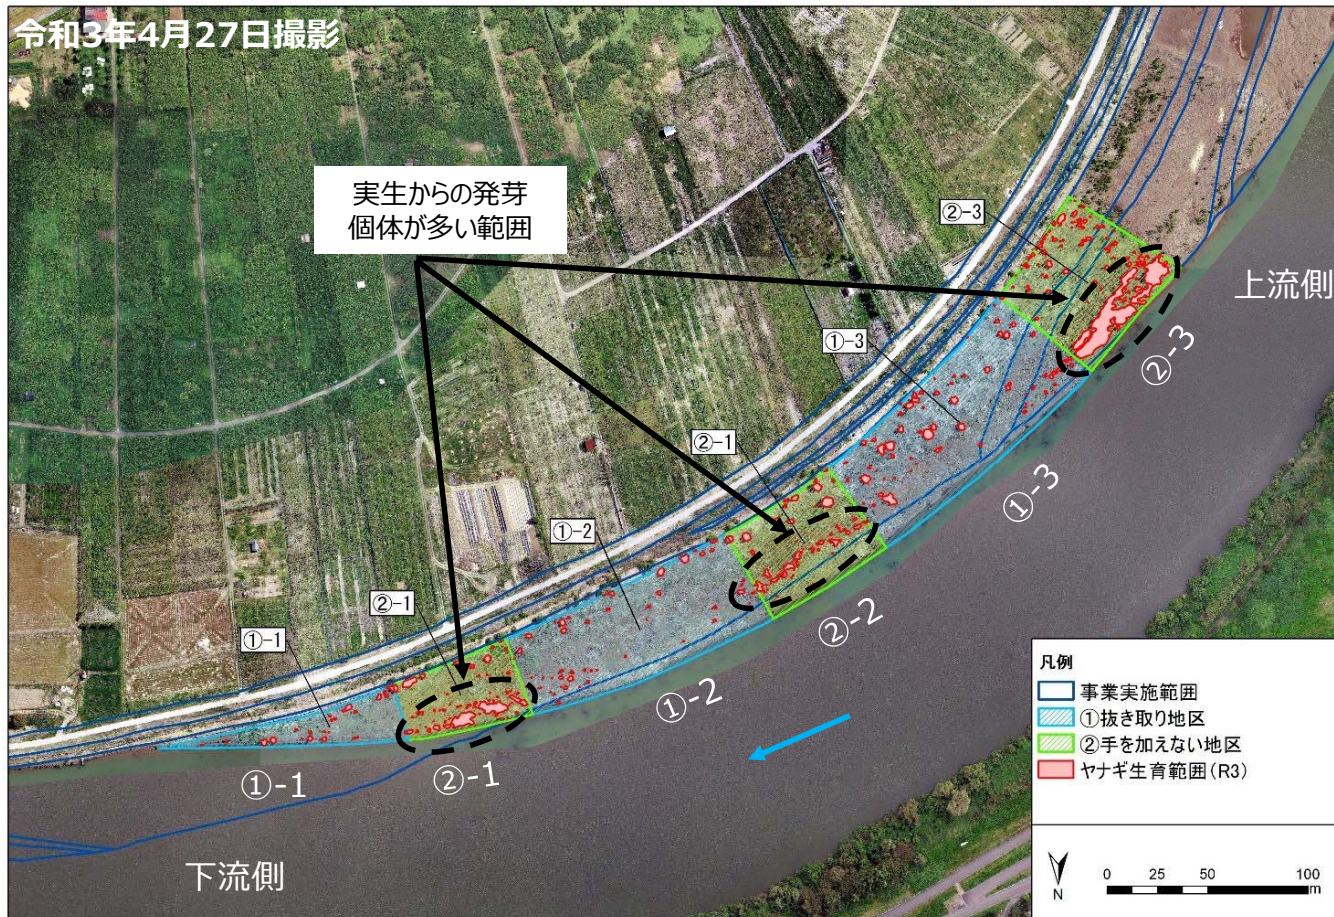 令和3年4月27日撮影
実生からの発芽
個体が多い範囲
②-3
上流側
①-3
②-3
②-1
①-3
①-2
②-1
②-2
①-1
①-2
①-1
②-1
下流側
凡例
事業実施範囲
①抜き取り地区
②手を加えない地区
ヤナギ生育範囲(R3)
N
0 25 50 100
m